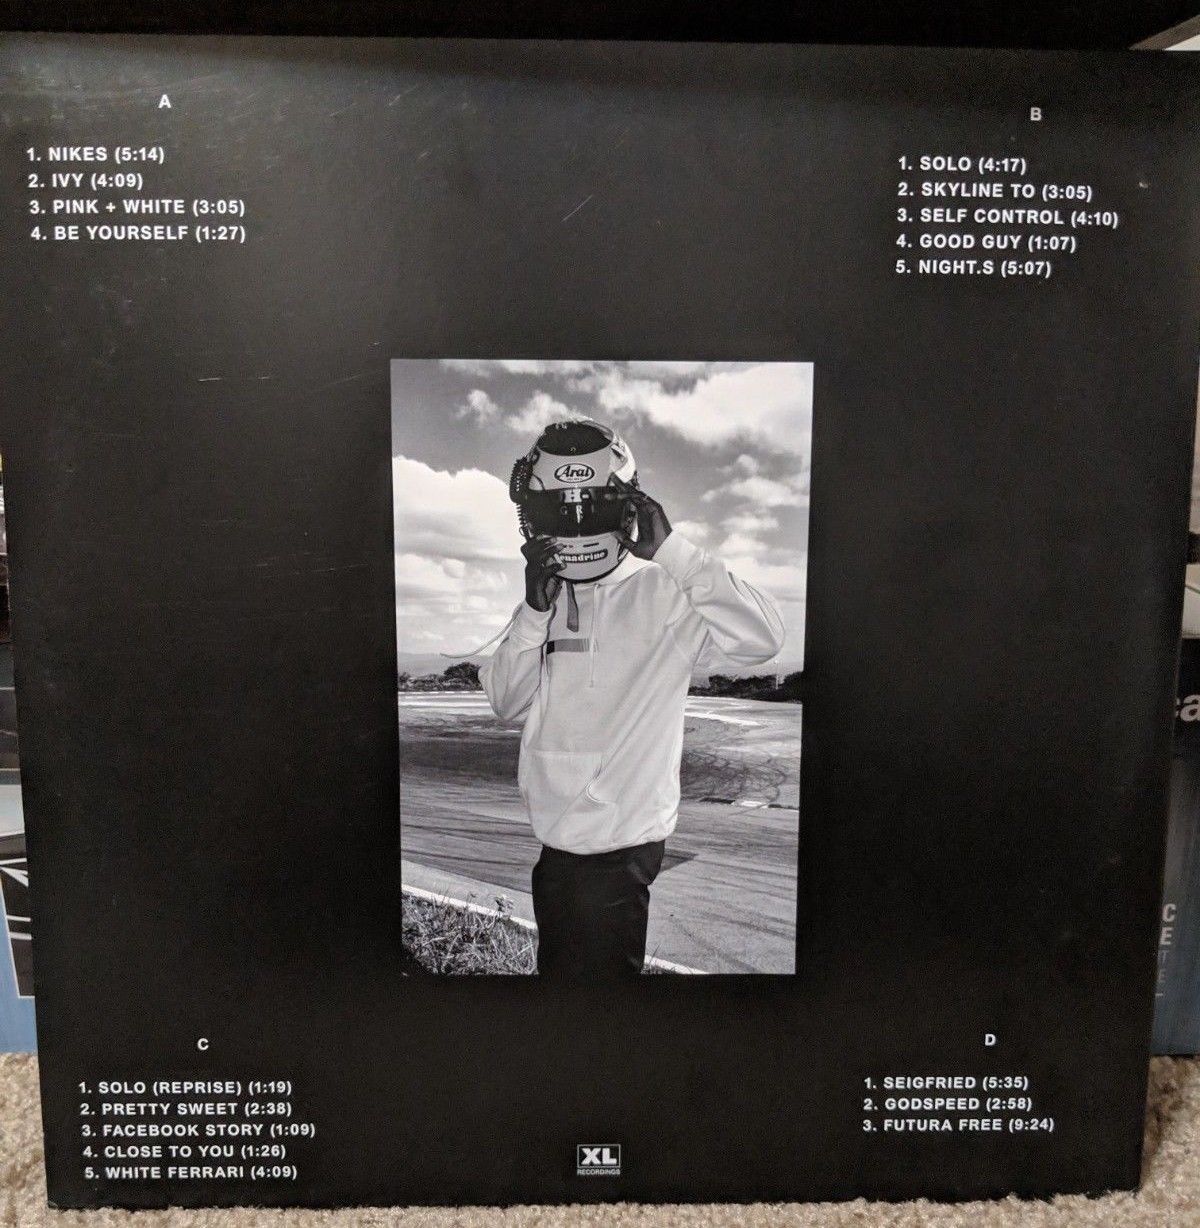 A
1. NIKES (5:14)
2. IVY (4:09)
3. PINK + WHITE (3:05)
4. BE YOURSELF (1:27)
B
1. SOLO (4:17)
2. SKYLINE TO (3:05)
3. SELF CONTROL (4:10)
4. GOOD GUY (1:07)
5. NIGHT.S (5:07)
Arai
C
1. SOLO (REPRISE) (1:19)
2. PRETTY SWEET (2:38)
3. FACEBOOK STORY (1:09)
4. CLOSE TO YOU (1:26)
5. WHITE FERRARI (4:09)
D
1. SEIGFRIED (5:35)
2. GODSPEED (2:58)
3. FUTURA FREE (9:24)
XL
RECORDINGS